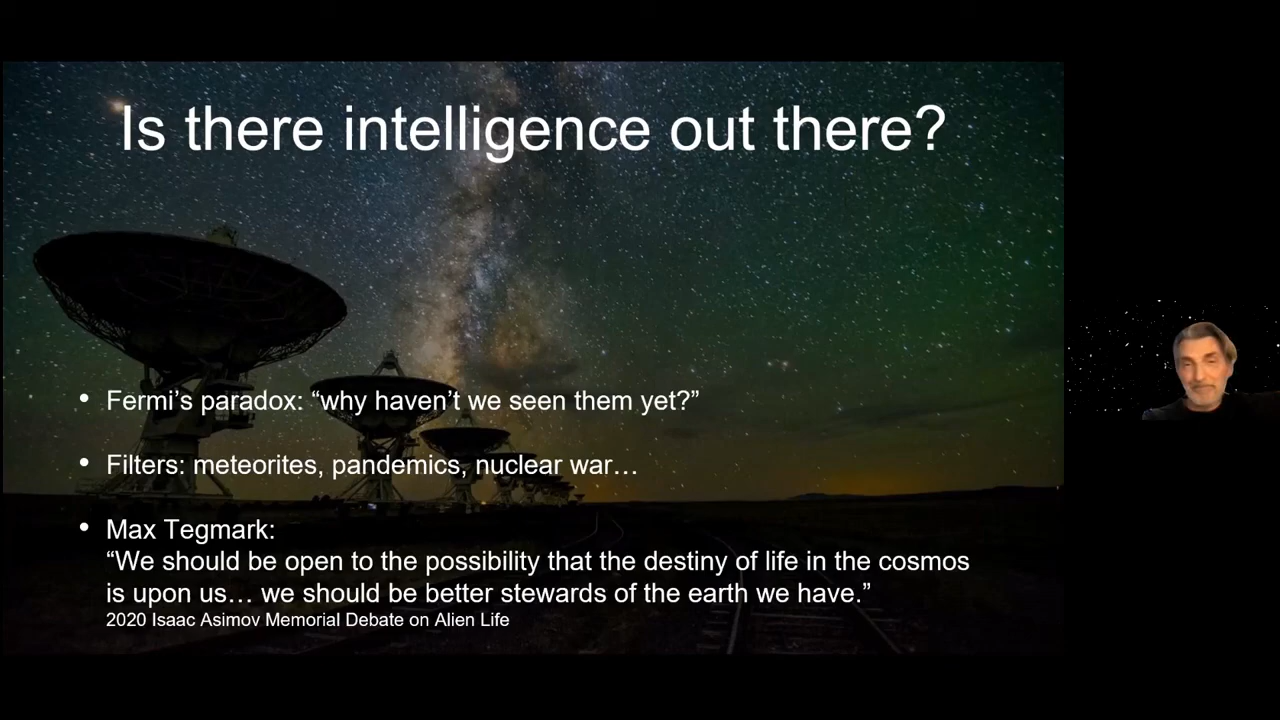 Is there intelligence out there?
• Fermi’s paradox: “why haven’t we seen them yet?”
• Filters: meteorites, pandemics, nuclear war…
• Max Tegmark:
“We should be open to the possibility that the destiny of life in the cosmos
is upon us… we should be better stewards of the earth we have.”
2020 Isaac Asimov Memorial Debate on Alien Life